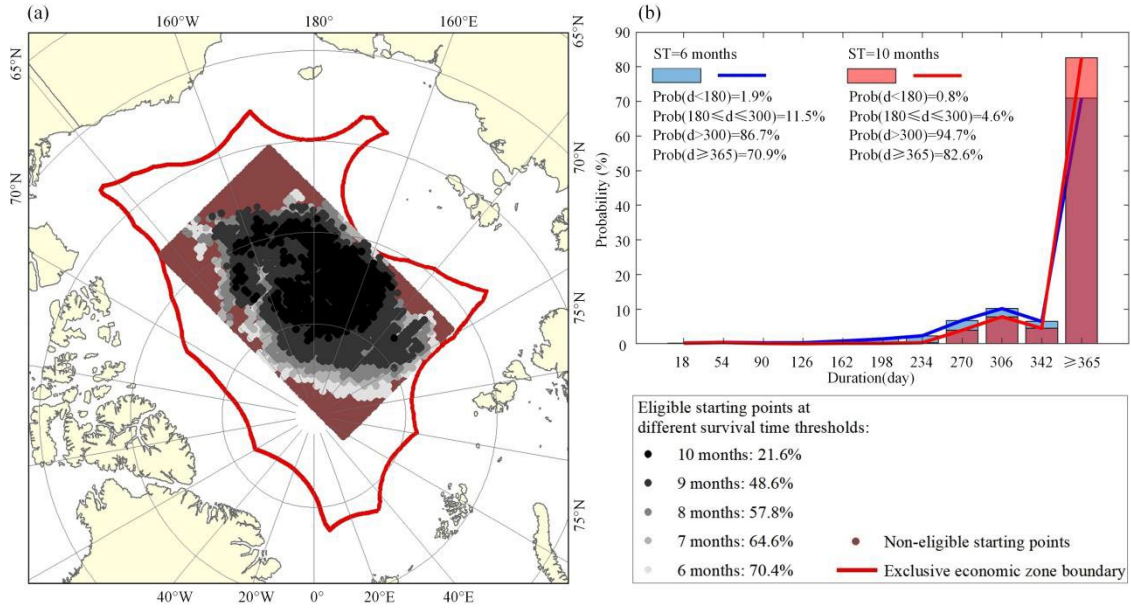 (a)
160°W
180°
160°E
65°N
65°N
70°N
70°N
75°N
75°N
40°W
20°W
0°
20°E
40°E
(b)
90
80
70
60
50
40
30
20
10
0
Probability (%)
ST=6 months
Prob(d<180)=1.9%
Prob(180≤d≤300)=11.5%
Prob(d>300)=86.7%
Prob(d≥365)=70.9%
ST=10 months
Prob(d<180)=0.8%
Prob(180≤d≤300)=4.6%
Prob(d>300)=94.7%
Prob(d≥365)=82.6%
18 54 90 126 162 198 234 270 306 342 ≥365
Duration(day)
Eligible starting points at
different survival time thresholds:
10 months: 21.6%
9 months: 48.6%
8 months: 57.8%
7 months: 64.6%
6 months: 70.4%
Non-eligible starting points
Exclusive economic zone boundary